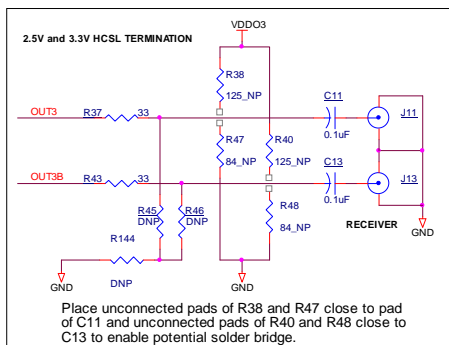 VDDO3
2.5V and 3.3V HCSL TERMINATION
R38
125_NP
C11
OUT3
R37
33
J11
0.1uF
R47
84_NP
R40
125_NP
C13
OUT3B
R43
33
J13
0.1uF
R45
DNP
R46
DNP
R48
84_NP
RECEIVER
R144
DNP
GND
GND
GND
Place unconnected pads of R38 and R47 close to pad
of C11 and unconnected pads of R40 and R48 close to
C13 to enable potential solder bridge.